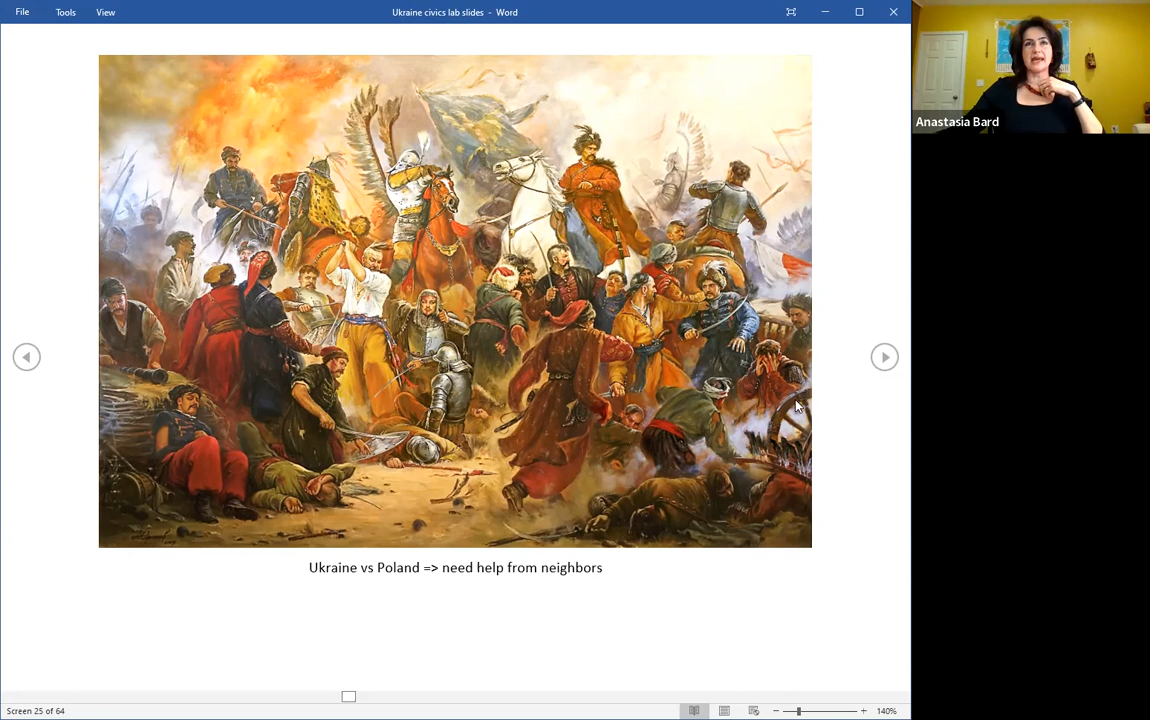 File Tools View Ukraine civics lab slides - Word
Anastasia Bard
Ukraine vs Poland => need help from neighbors
Screen 25 of 64 140%